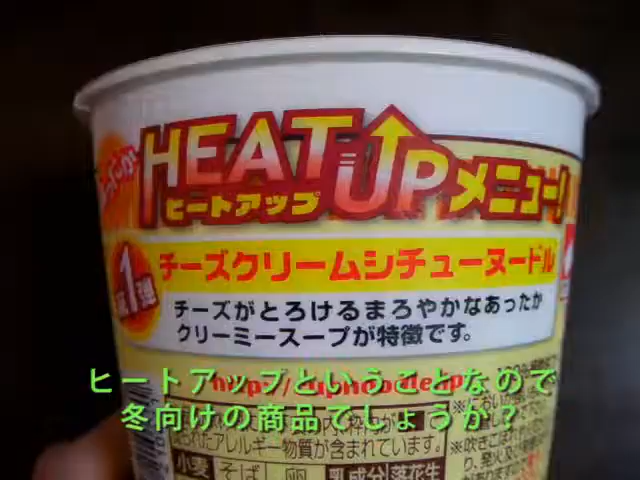 HEAT UP メニュー!
ヒートアップ
第1弾
チーズクリームシチューヌードル
チーズがとろけるまろやかなあったか
クリーミースープが特徴です。
ヒートアップということなので
冬向けの商品でしょうか?
られたアレルギー物質が含まれています。
小麦 そば 卵 乳成分 落花生